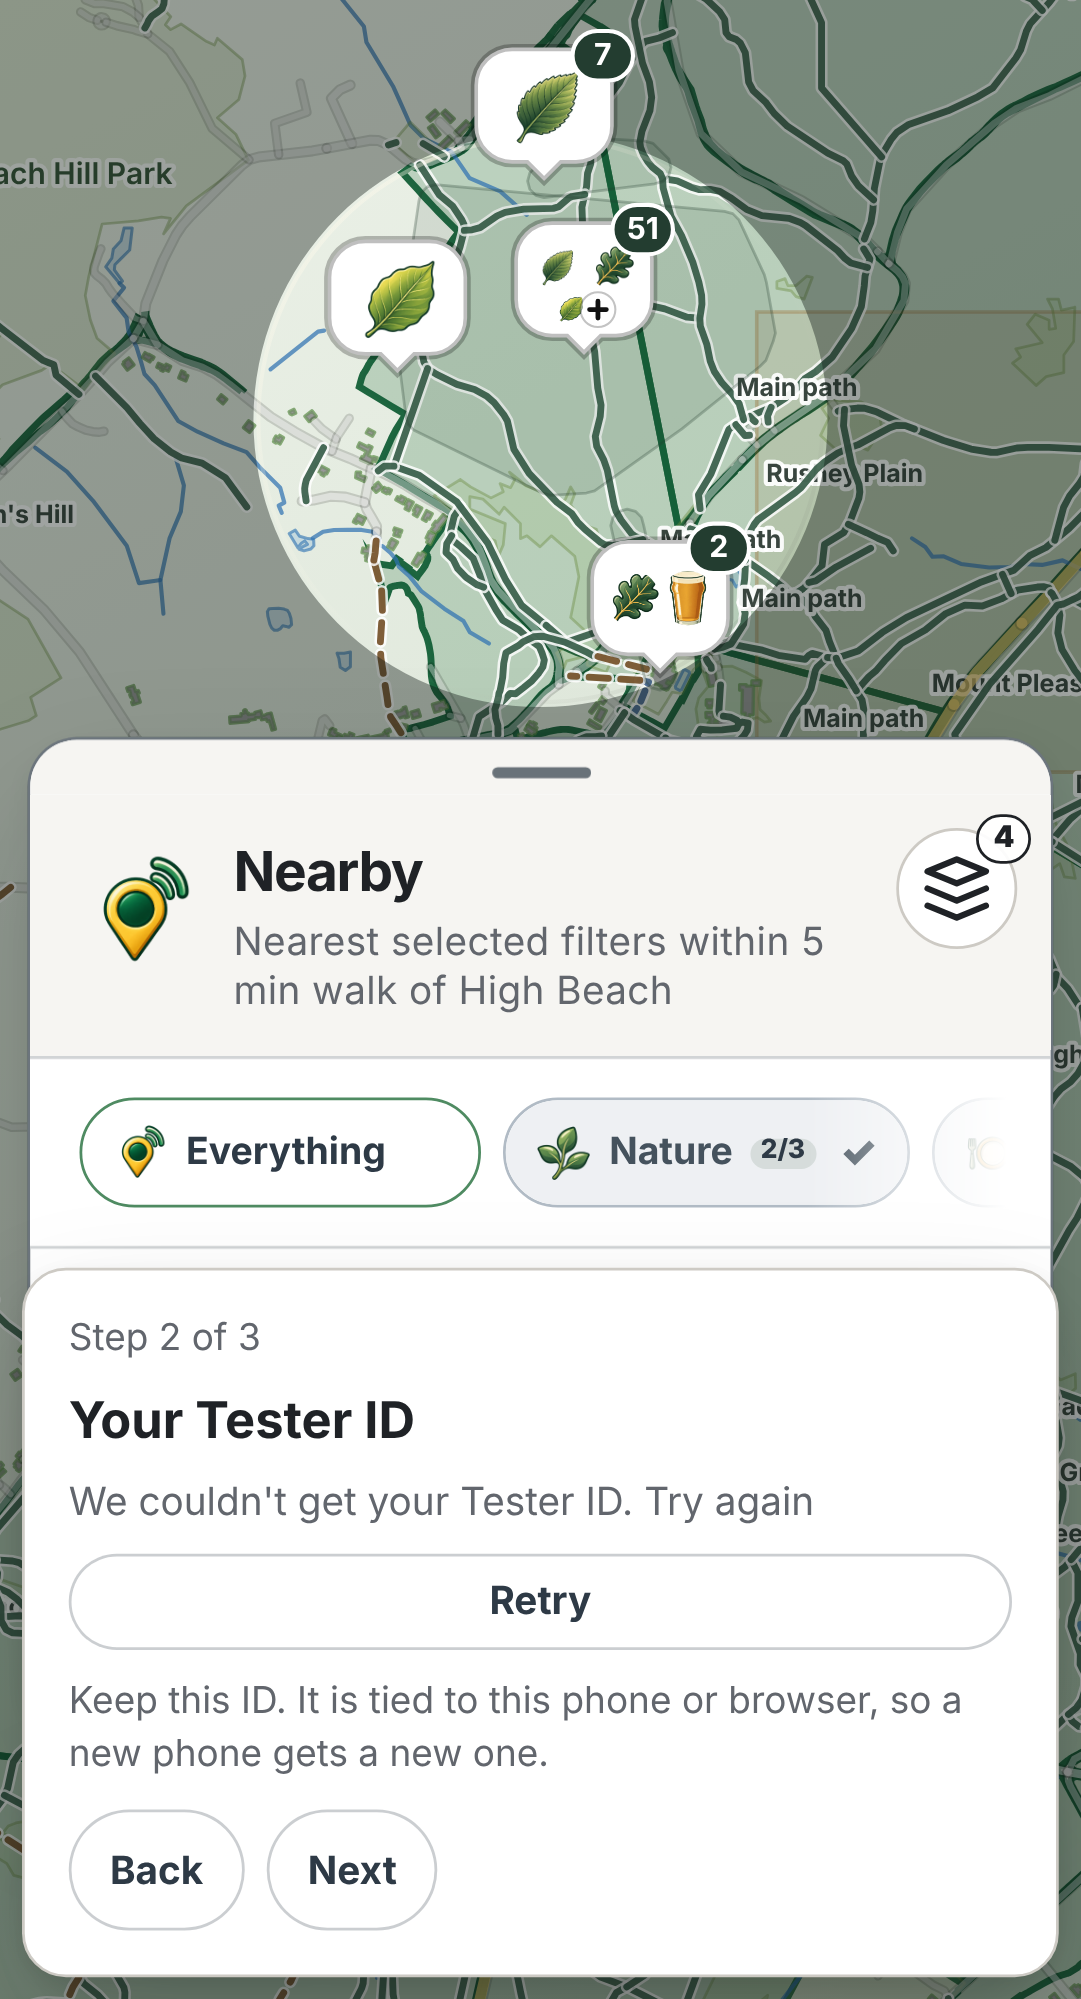 7
ach Hill Park
51
Main path
Rushey Plain
n's Hill
2
Main path
Mount Pleas
Main path
4
Nearby
Nearest selected filters within 5
min walk of High Beach
Everything
Nature 2/3
Step 2 of 3
Your Tester ID
We couldn't get your Tester ID. Try again
Retry
Keep this ID. It is tied to this phone or browser, so a
new phone gets a new one.
Back
Next